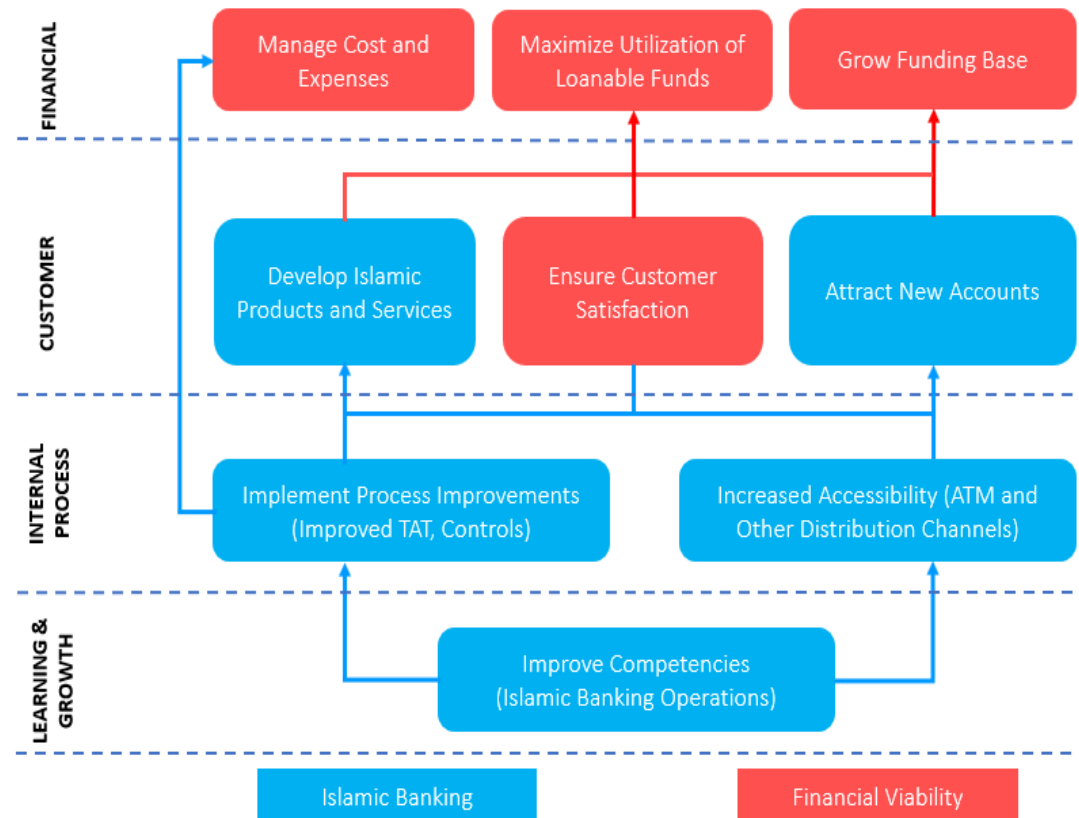 FINANCIAL
Manage Cost and
Expenses
Maximize Utilization of
Loanable Funds
Grow Funding Base
CUSTOMER
Develop Islamic
Products and Services
Ensure Customer
Satisfaction
Attract New Accounts
INTERNAL
PROCESS
Implement Process Improvements
(Improved TAT, Controls)
Increased Accessibility (ATM and
Other Distribution Channels)
LEARNING &
GROWTH
Improve Competencies
(Islamic Banking Operations)
Islamic Banking
Financial Viability